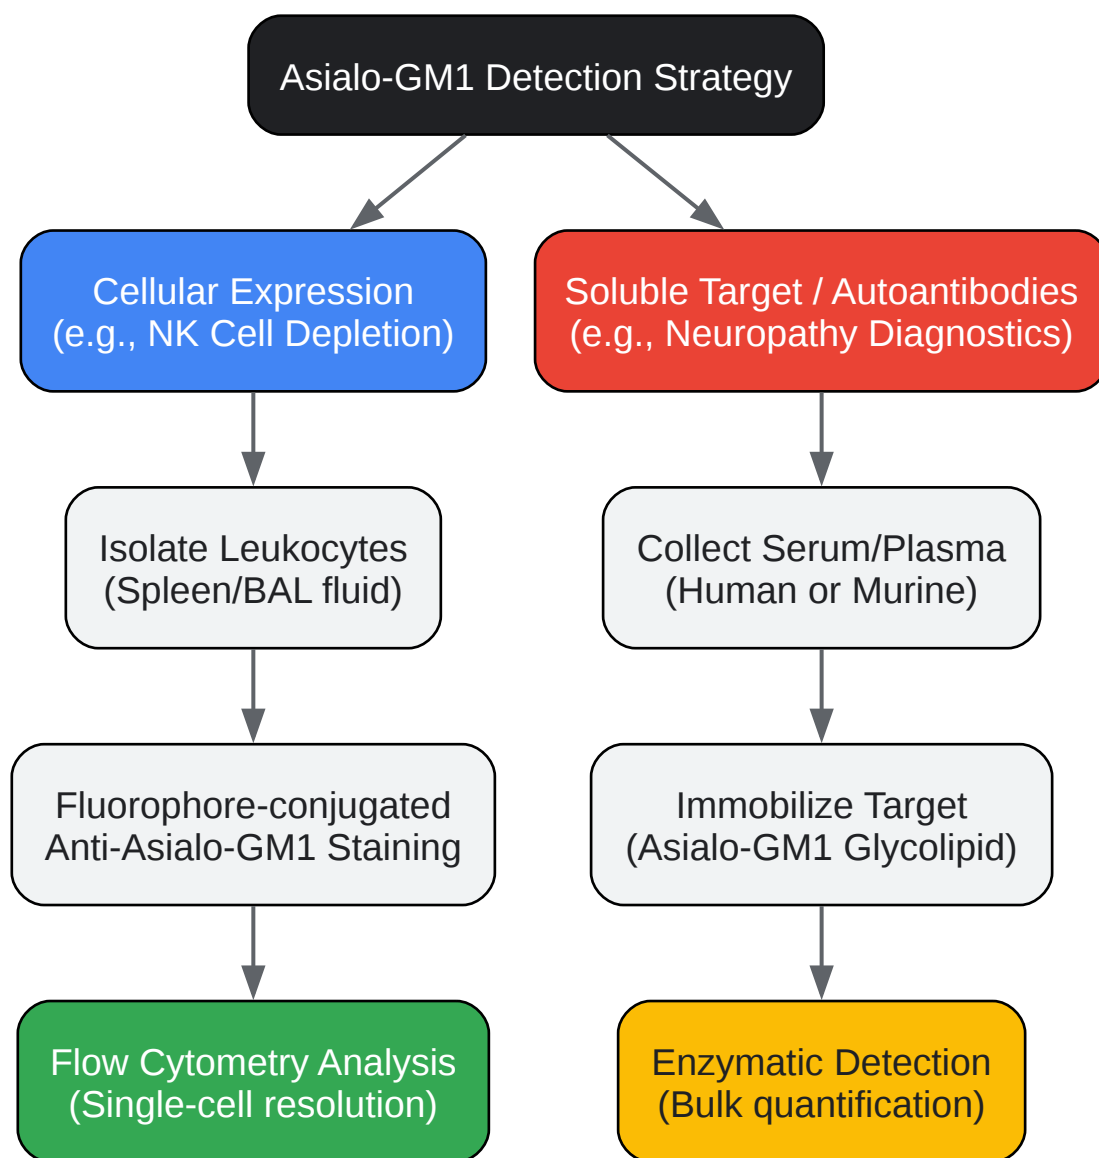 Asialo-GM1 Detection Strategy
Cellular Expression
(e.g., NK Cell Depletion)
Soluble Target / Autoantibodies
(e.g., Neuropathy Diagnostics)
Isolate Leukocytes
(Spleen/BAL fluid)
Collect Serum/Plasma
(Human or Murine)
Fluorophore-conjugated
Anti-Asialo-GM1 Staining
Immobilize Target
(Asialo-GM1 Glycolipid)
Flow Cytometry Analysis
(Single-cell resolution)
Enzymatic Detection
(Bulk quantification)